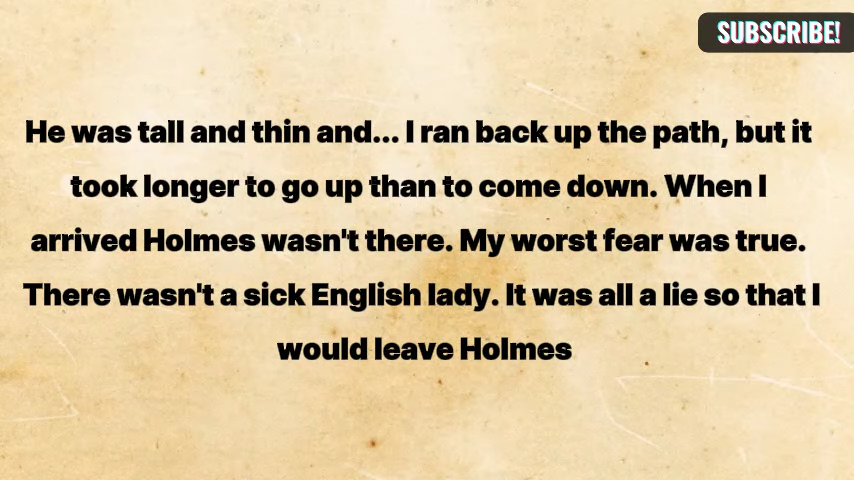 SUBSCRIBE!
He was tall and thin and... I ran back up the path, but it
took longer to go up than to come down. When I
arrived Holmes wasn't there. My worst fear was true.
There wasn't a sick English lady. It was all a lie so that I
would leave Holmes